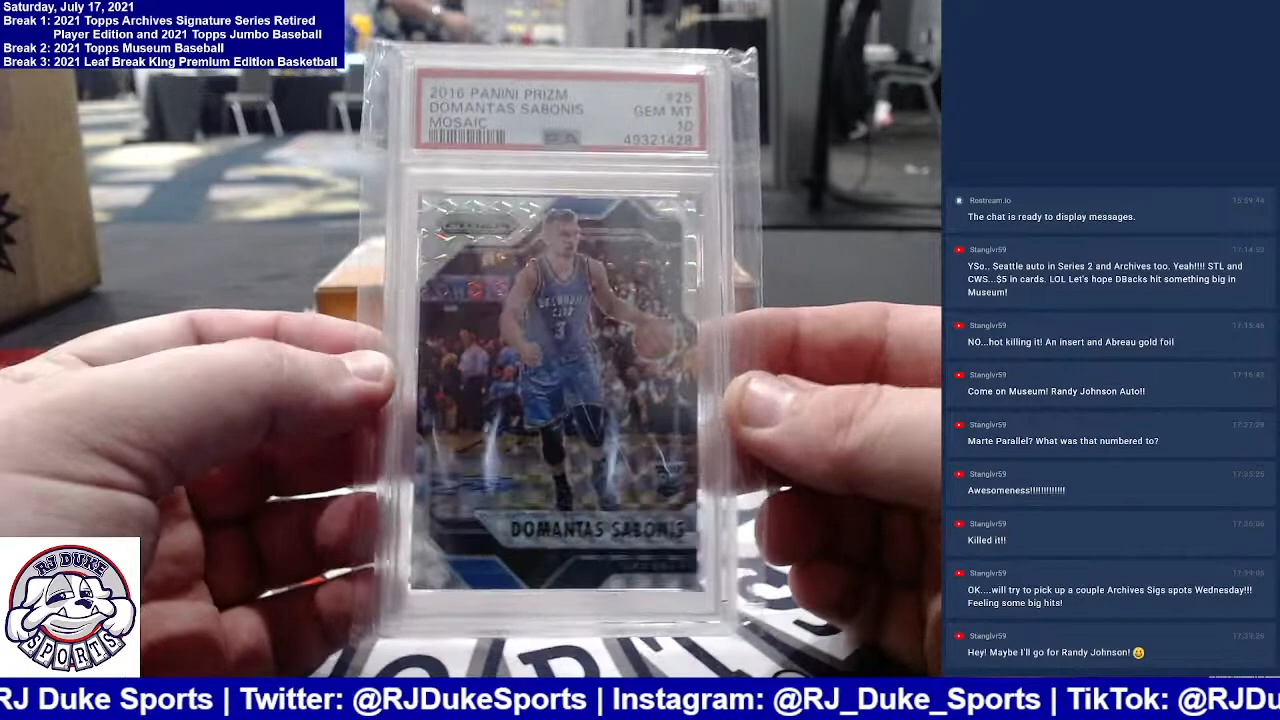 Saturday, July 17, 2021
Break 1: 2021 Topps Archives Signature Series Retired
Player Edition and 2021 Topps Jumbo Baseball
Break 2: 2021 Topps Museum Baseball
Break 3: 2021 Leaf Break King Premium Edition Basketball
2016 PANINI PRIZM #25
DOMANTAS SABONIS GEM MT
MOSAIC 10
49321428
PRIZM
OKLAHOMA
CITY
3
DOMANTAS SABONIS
Restream.io 15:59:44
The chat is ready to display messages.
Stanglvr59
YSo.. Seattle auto in Series 2 and Archives too. Yeah!!!! STL and
CWS...$5 in cards. LOL Let's hope DBacks hit something big in
Museum!
Stanglvr59
NO...hot killing it! An insert and Abreau gold foil
Stanglvr59
Come on Museum! Randy Johnson Auto!!
Stanglvr59
Marte Parallel? What was that numbered to?
Stanglvr59
Awesomeness!!!!!!!!!!!!!
Stanglvr59
Killed it!!
Stanglvr59
OK....will try to pick up a couple Archives Sigs spots Wednesday!!!
Feeling some big hits!
Stanglvr59
Hey! Maybe I'll go for Randy Johnson! 😀
RJ DUKE
SPORTS
RJ Duke Sports | Twitter: @RJDukeSports | Instagram: @RJ_Duke_Sports | TikTok: @RJDu